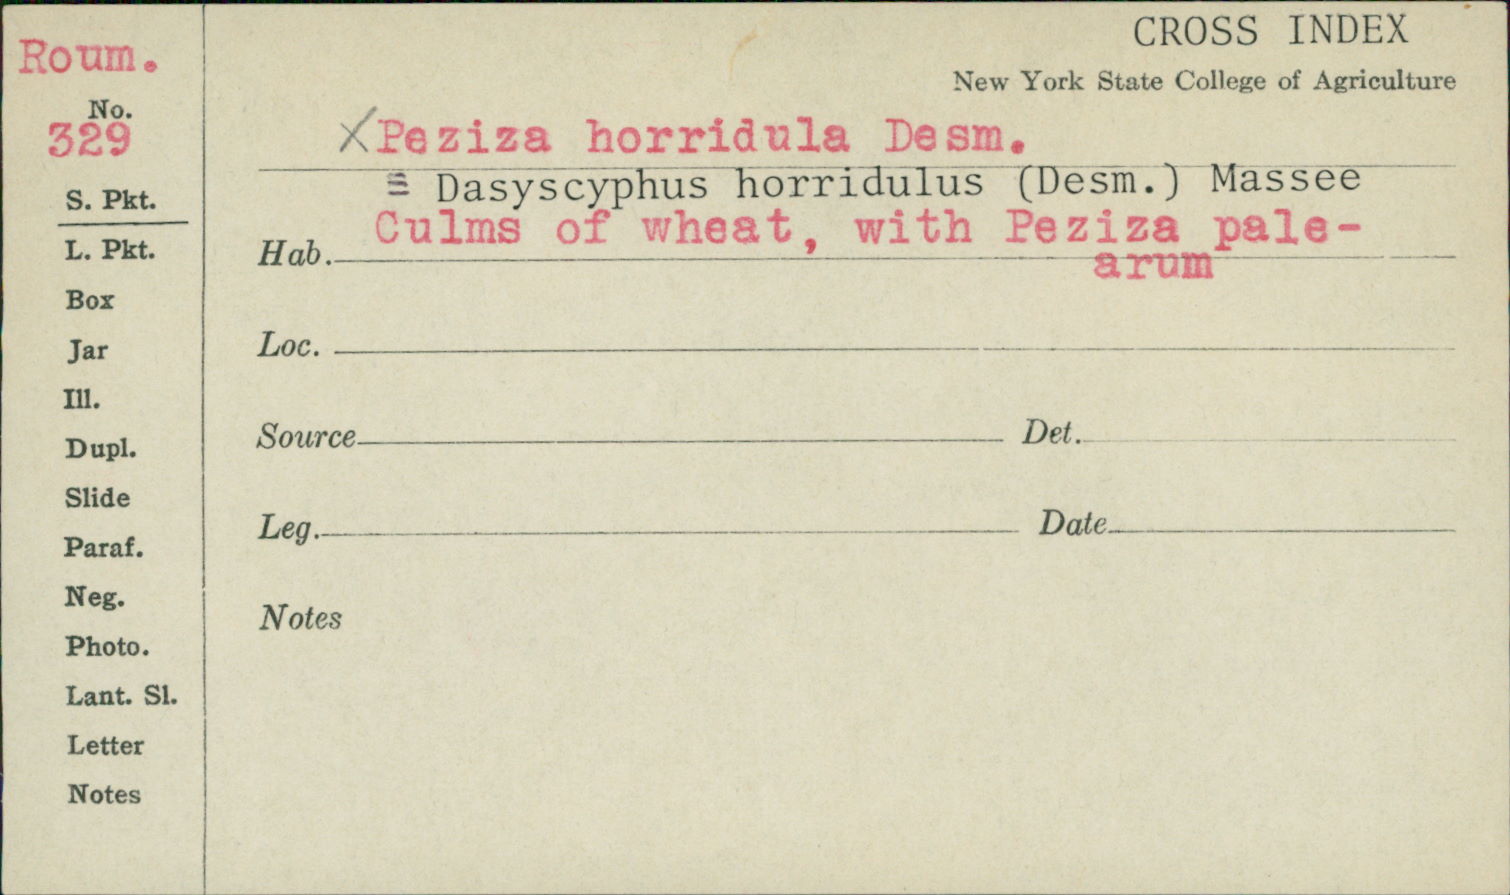 Roum.
No.
329
S. Pkt.
L. Pkt.
Box
Jar
Ill.
Dupl.
Slide
Paraf.
Neg.
Photo.
Lant. Sl.
Letter
Notes
CROSS INDEX
New York State College of Agriculture
XPeziza horridula Desm.
≡ Dasyscyphus horridulus (Desm.) Massee
Hab. Culms of wheat, with Peziza pale-
arum
Loc.
Source Det.
Leg. Date
Notes